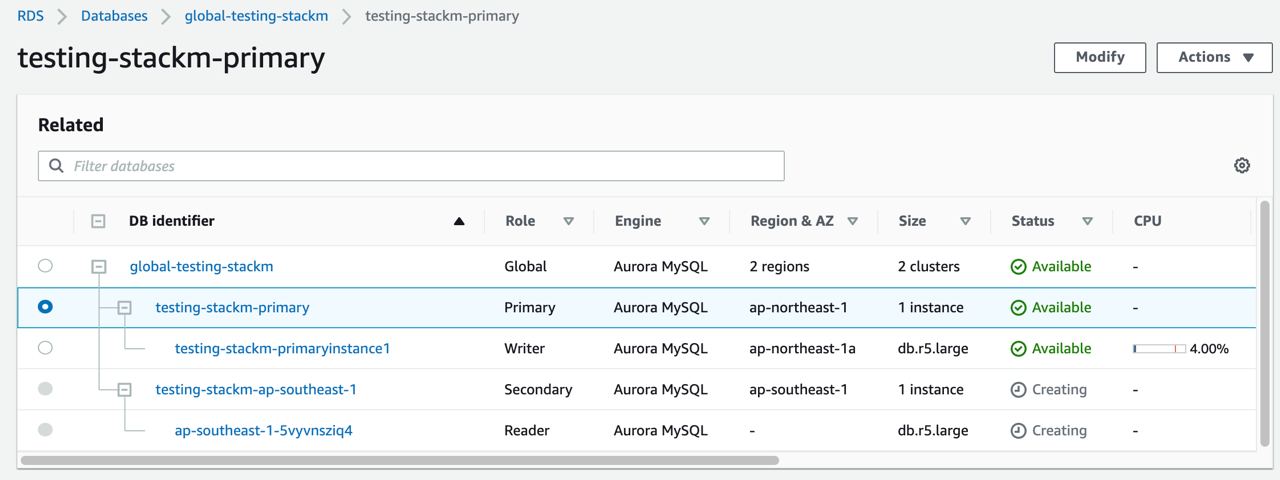 RDS > Databases > global-testing-stackm > testing-stackm-primary
testing-stackm-primary
Modify
Actions
Related
Filter databases
DB identifier Role Engine Region & AZ Size Status CPU
global-testing-stackm Global Aurora MySQL 2 regions 2 clusters Available -
testing-stackm-primary Primary Aurora MySQL ap-northeast-1 1 instance Available -
testing-stackm-primaryinstance1 Writer Aurora MySQL ap-northeast-1a db.r5.large Available 4.00%
testing-stackm-ap-southeast-1 Secondary Aurora MySQL ap-southeast-1 1 instance Creating -
ap-southeast-1-5vyvnsziq4 Reader Aurora MySQL - db.r5.large Creating -